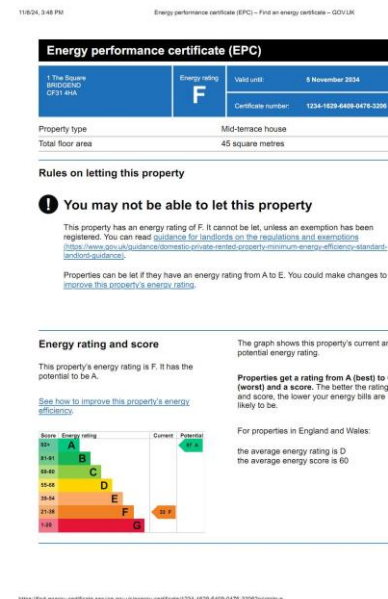 11/6/24, 3:46 PM
Energy performance certificate (EPC) – Find an energy certificate – GOV.UK
Energy performance certificate (EPC)
1 The Square
BRIDGEND
CF31 4HA
Energy rating
F
Valid until:
5 November 2034
Certificate number:
1234-1629-6409-0476-3206
Property type
Mid-terrace house
Total floor area
45 square metres
Rules on letting this property
! You may not be able to let this property
This property has an energy rating of F. It cannot be let, unless an exemption has been
registered. You can read guidance for landlords on the regulations and exemptions
(https://www.gov.uk/guidance/domestic-private-rented-property-minimum-energy-efficiency-standard-
landlord-guidance).
Properties can be let if they have an energy rating from A to E. You could make changes to
improve this property's energy rating.
Energy rating and score
This property's energy rating is F. It has the
potential to be A.
See how to improve this property's energy
efficiency.
Score Energy rating Current Potential
92+ A
81-91 B
69-80 C
55-68 D
39-54 E
21-38 F
1-20 G
The graph shows this property's current an
potential energy rating.
Properties get a rating from A (best) to
(worst) and a score. The better the rating
and score, the lower your energy bills are
likely to be.
For properties in England and Wales:
the average energy rating is D
the average energy score is 60